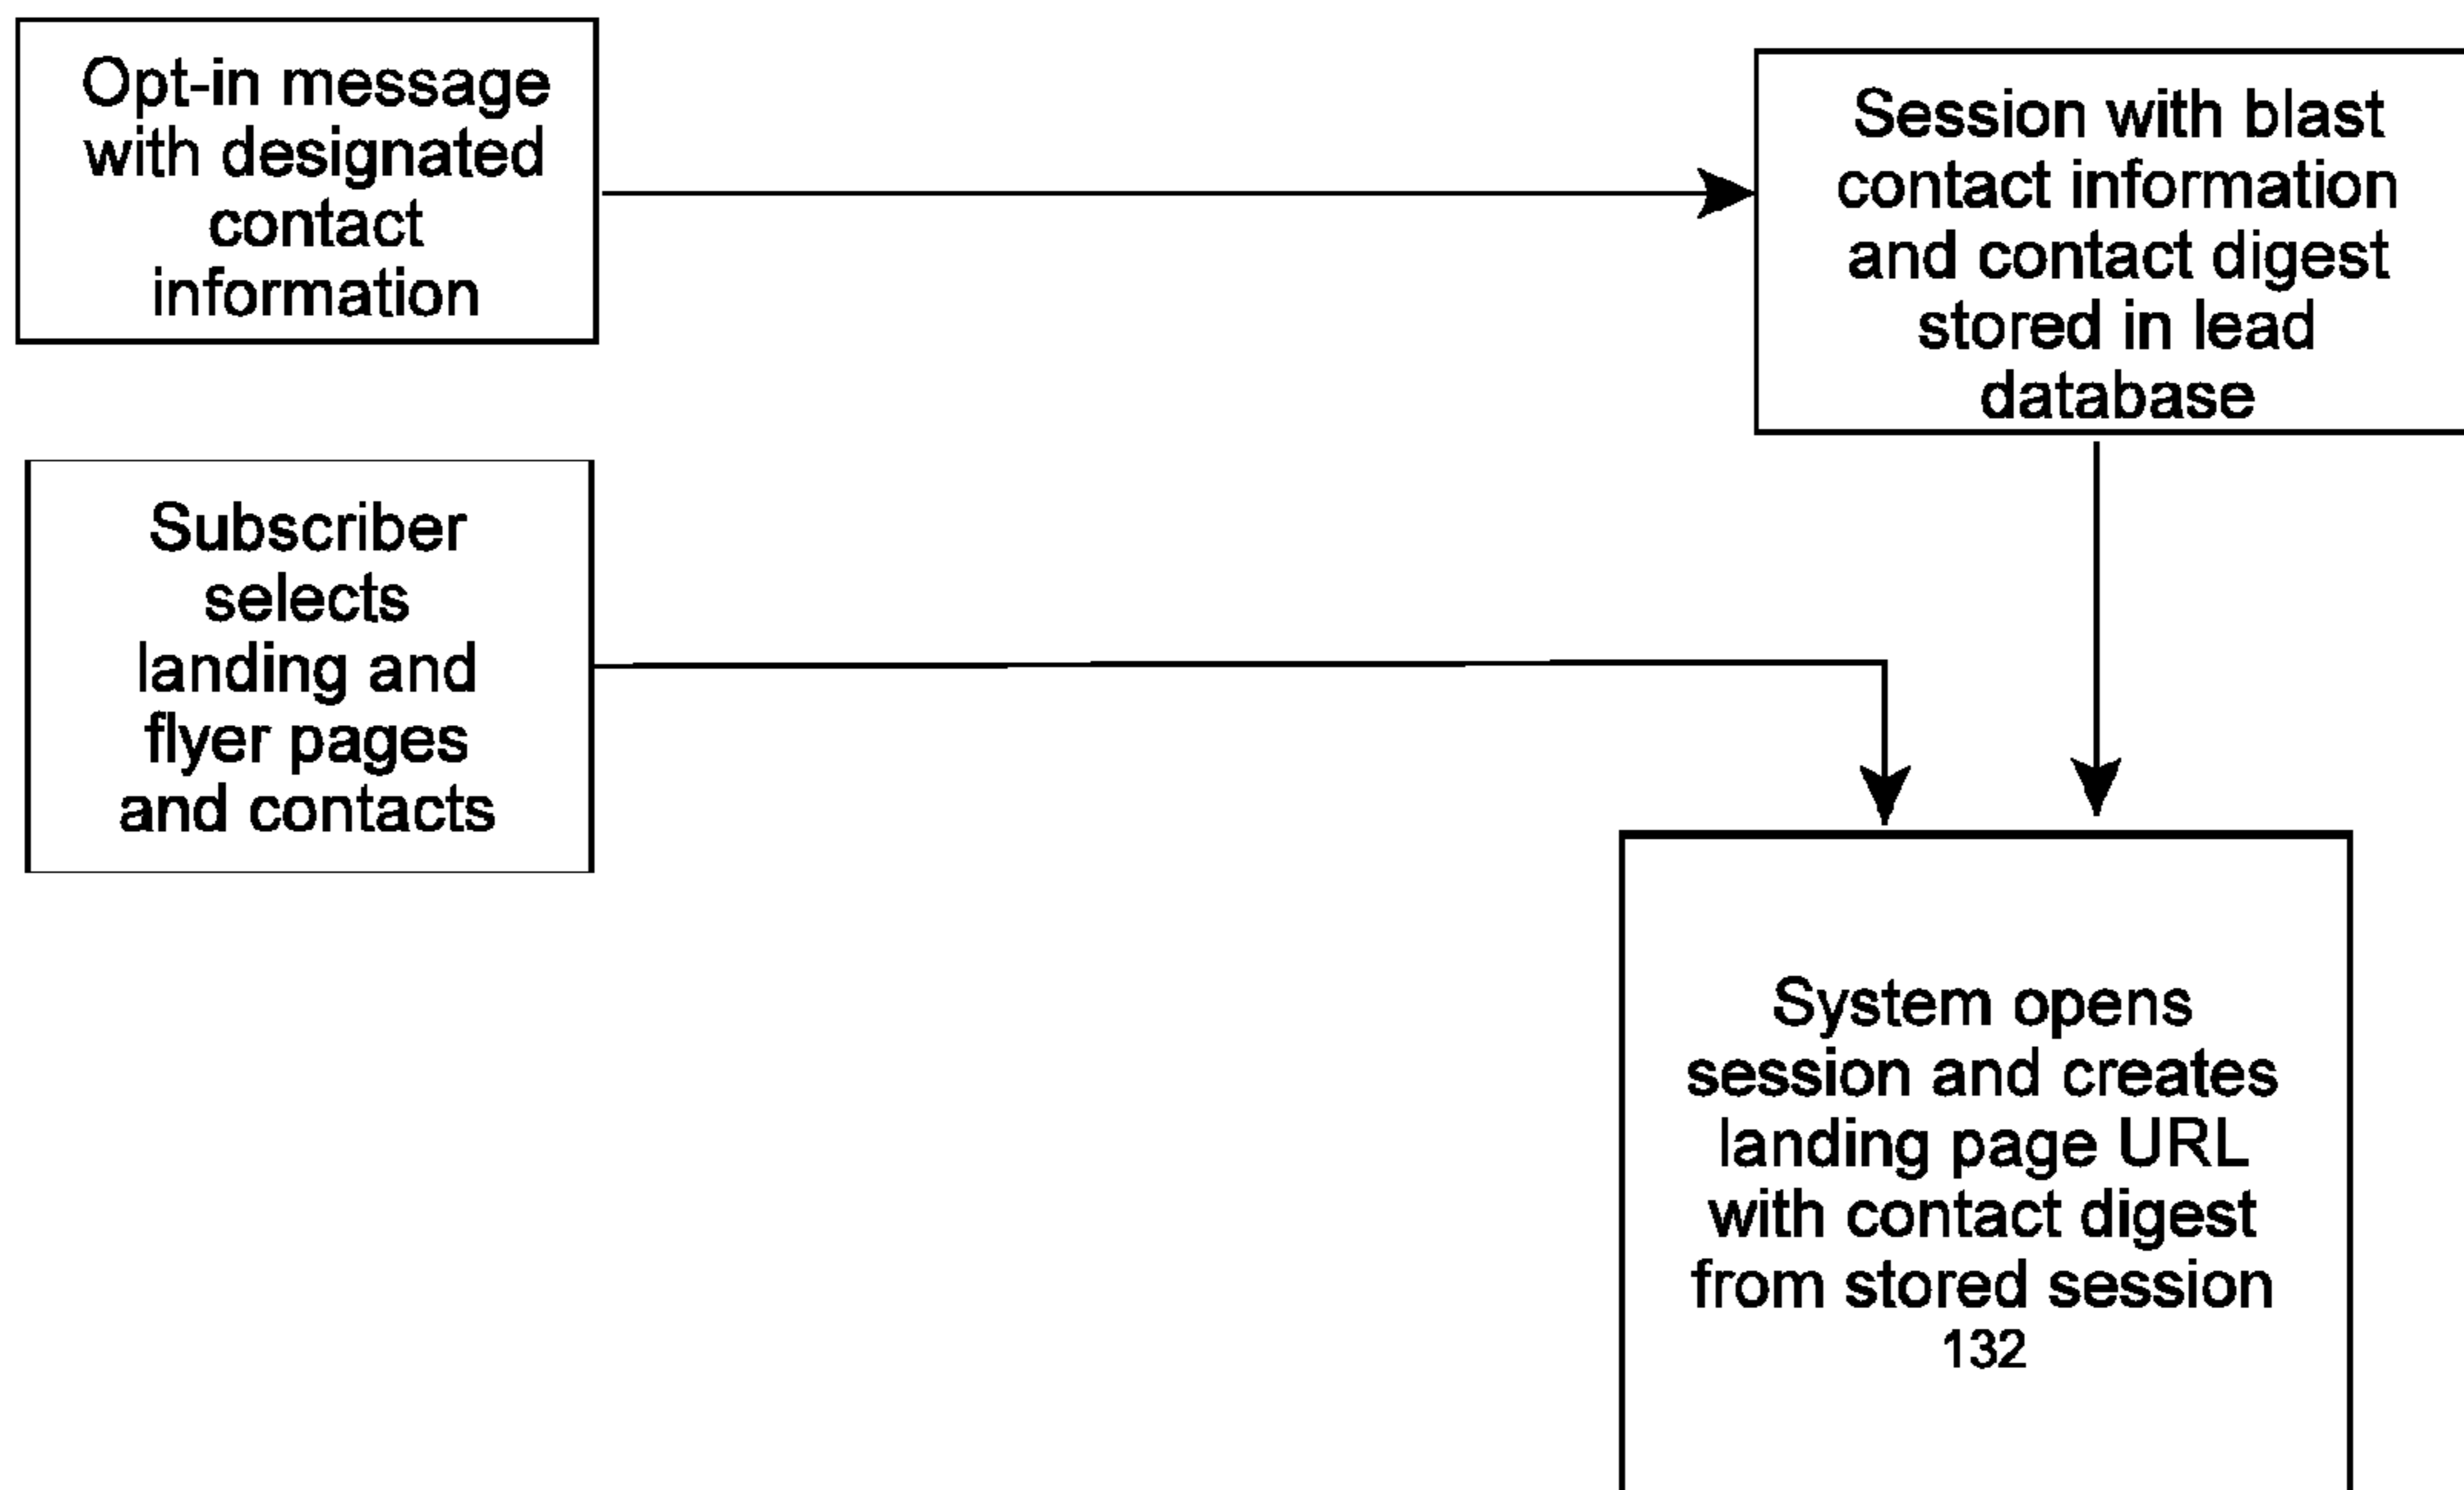 Opt-in message
with designated
contact
information
Session with blast
contact information
and contact digest
stored in lead
database
Subscriber
selects
landing and
flyer pages
and contacts
System opens
session and creates
landing page URL
with contact digest
from stored session
132